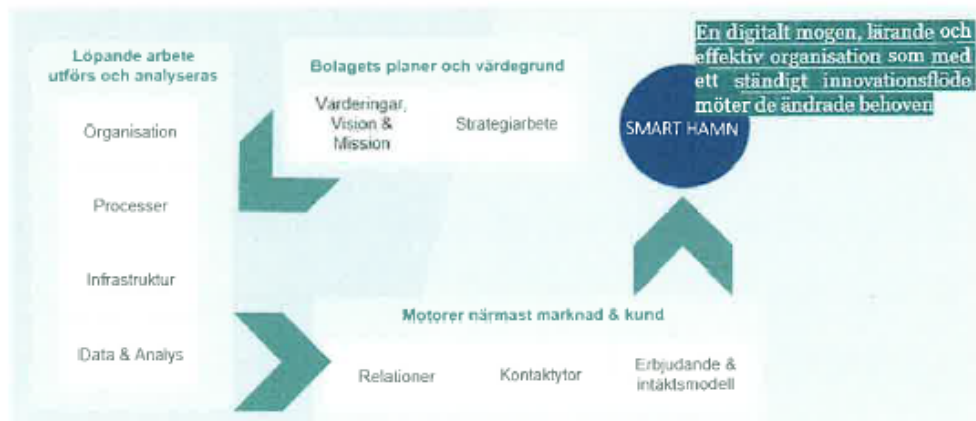 Löpande arbete
utförs och analyseras
Organisation
Processer
Infrastruktur
Data & Analys
Bolagets planer och värdegrund
Värderingar,
Vision &
Mission
Strategiarbete
SMART HAMN
En digitalt mogen, lärande och
effektiv organisation som med
ett ständigt innovationsflöde
möter de ändrade behoven
Motorer närmast marknad & kund
Relationer
Kontaktytor
Erbjudande &
intäktsmodell